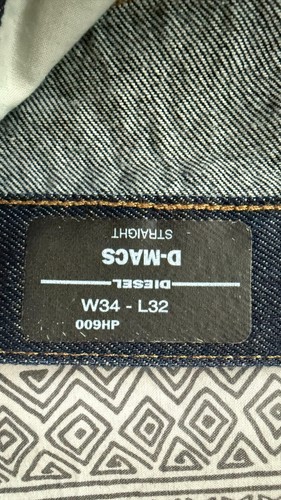 STRAIGHT
D-MACS
DIESEL
W34 - L32
009HP